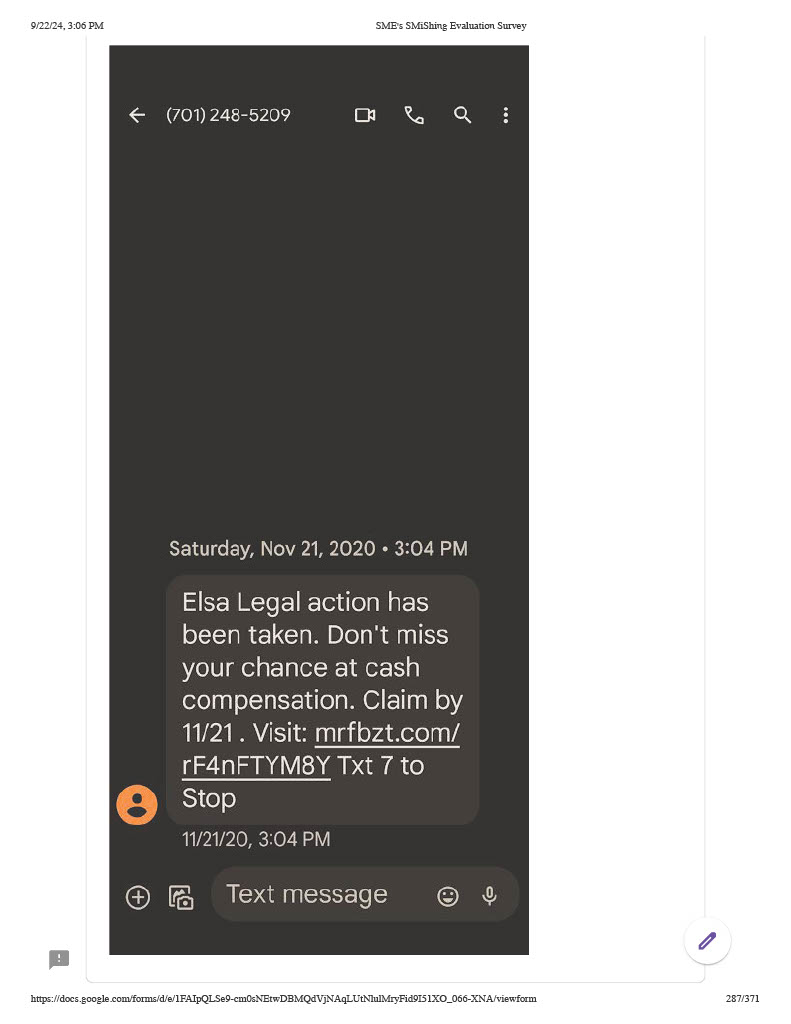 9/22/24, 3:06 PM
SME's SMiShing Evaluation Survey
(701) 248-5209
Saturday, Nov 21, 2020 • 3:04 PM
Elsa Legal action has
been taken. Don't miss
your chance at cash
compensation. Claim by
11/21 . Visit: mrfbzt.com/
rF4nFTYM8Y Txt 7 to
Stop
11/21/20, 3:04 PM
Text message
https://docs.google.com/forms/d/e/1FAIpQLSe9-cm0sNEtwDBMQdVjNAqLUtNlulMryFid9I51XO_066-XNA/viewform
287/371